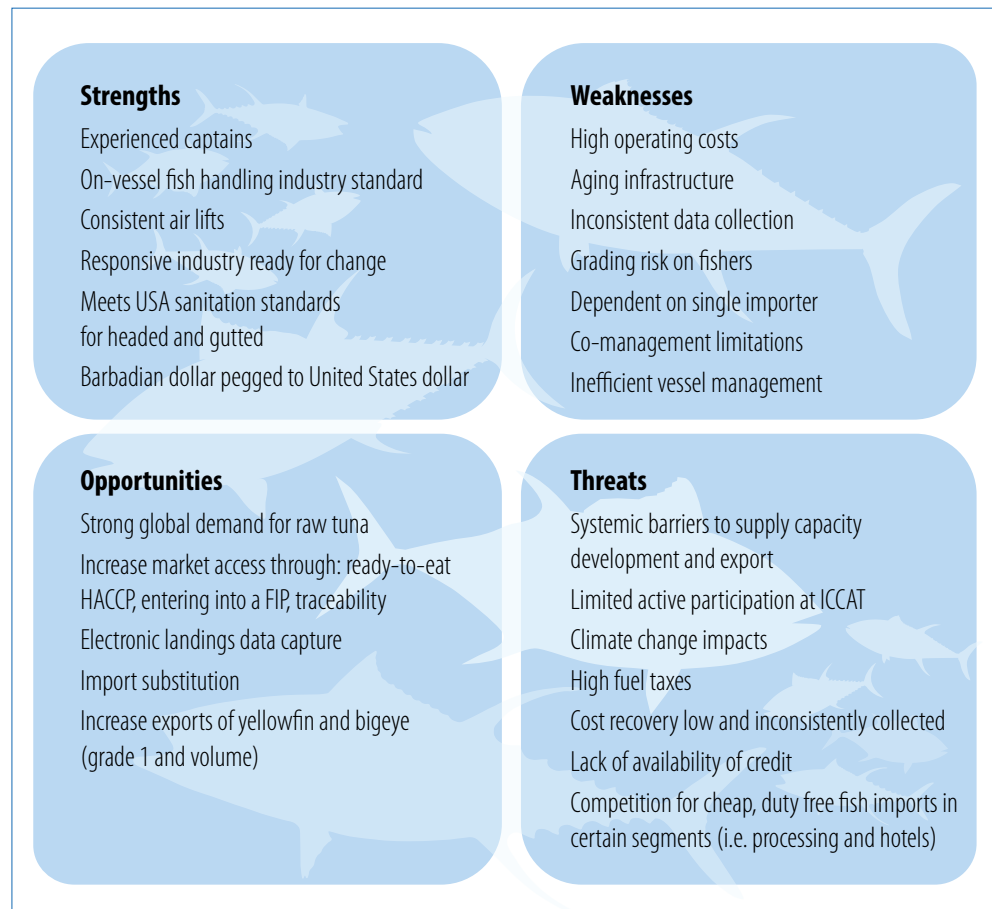 Strengths
Experienced captains
On-vessel fish handling industry standard
Consistent air lifts
Responsive industry ready for change
Meets USA sanitation standards
for headed and gutted
Barbadian dollar pegged to United States dollar
Weaknesses
High operating costs
Aging infrastructure
Inconsistent data collection
Grading risk on fishers
Dependent on single importer
Co-management limitations
Inefficient vessel management
Opportunities
Strong global demand for raw tuna
Increase market access through: ready-to-eat
HACCP, entering into a FIP, traceability
Electronic landings data capture
Import substitution
Increase exports of yellowfin and bigeye
(grade 1 and volume)
Threats
Systemic barriers to supply capacity
development and export
Limited active participation at ICCAT
Climate change impacts
High fuel taxes
Cost recovery low and inconsistently collected
Lack of availability of credit
Competition for cheap, duty free fish imports in
certain segments (i.e. processing and hotels)